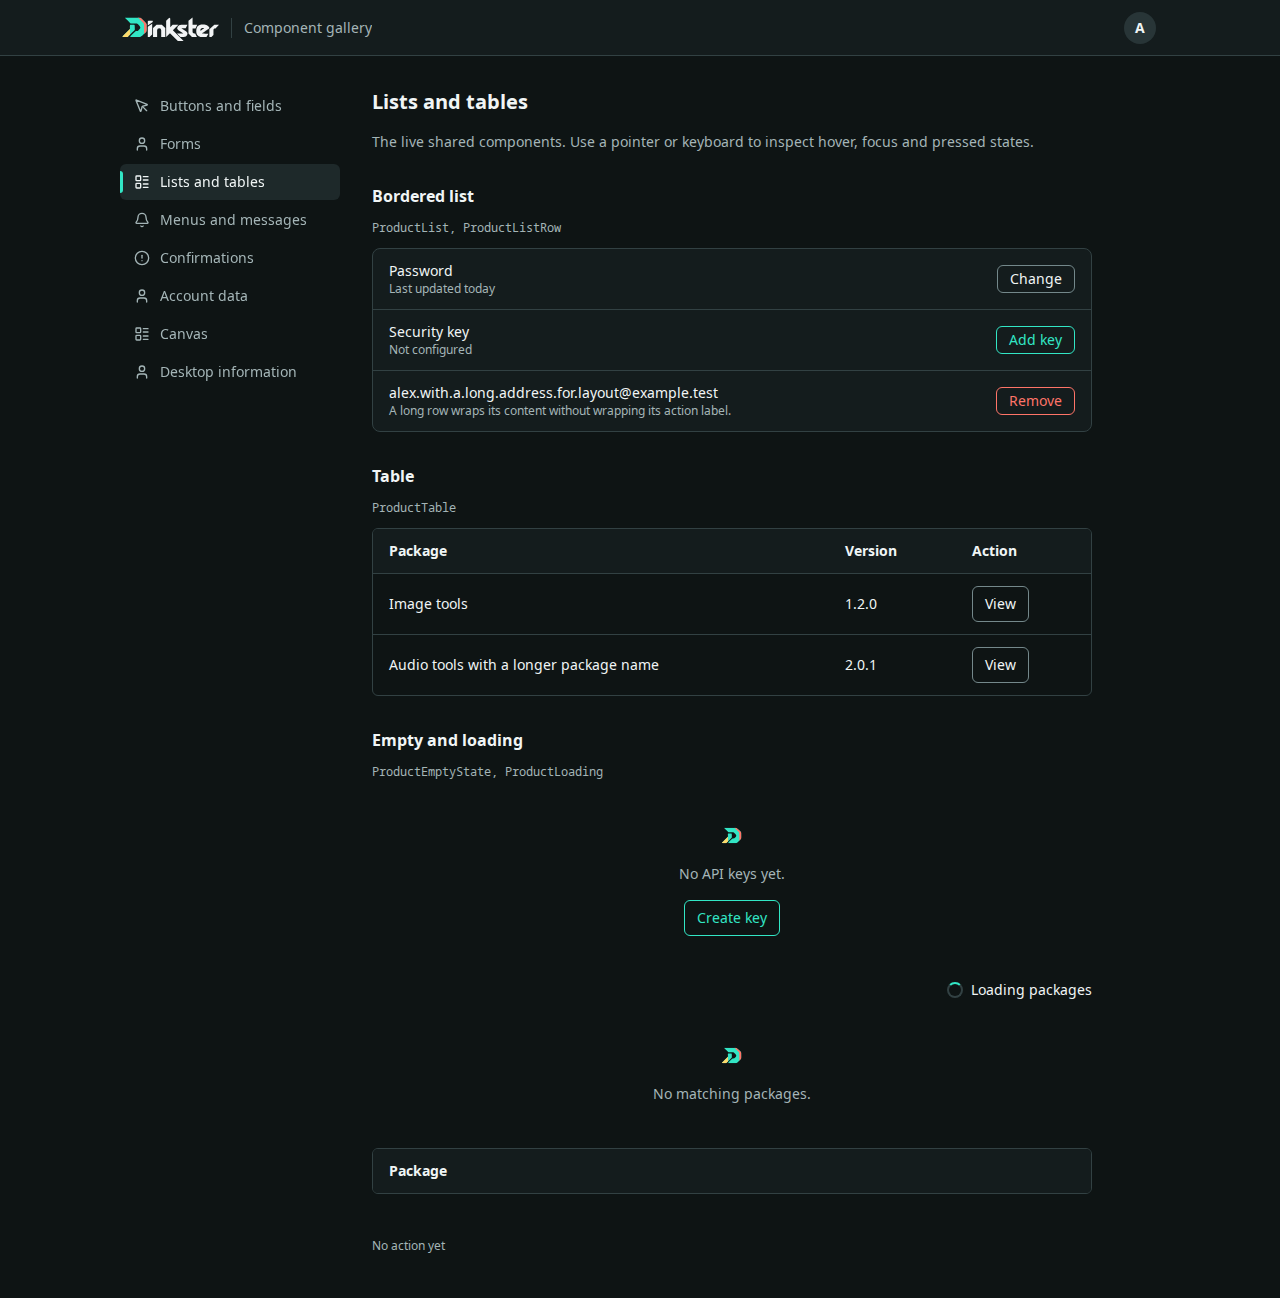 Dinkster
Component gallery
A
Buttons and fields
Forms
Lists and tables
Menus and messages
Confirmations
Account data
Canvas
Desktop information
Lists and tables
The live shared components. Use a pointer or keyboard to inspect hover, focus and pressed states.
Bordered list
ProductList, ProductListRow
Password
Last updated today
Change
Security key
Not configured
Add key
alex.with.a.long.address.for.layout@example.test
A long row wraps its content without wrapping its action label.
Remove
Table
ProductTable
Package Version Action
Image tools 1.2.0 View
Audio tools with a longer package name 2.0.1 View
Empty and loading
ProductEmptyState, ProductLoading
No API keys yet.
Create key
Loading packages
No matching packages.
Package
No action yet